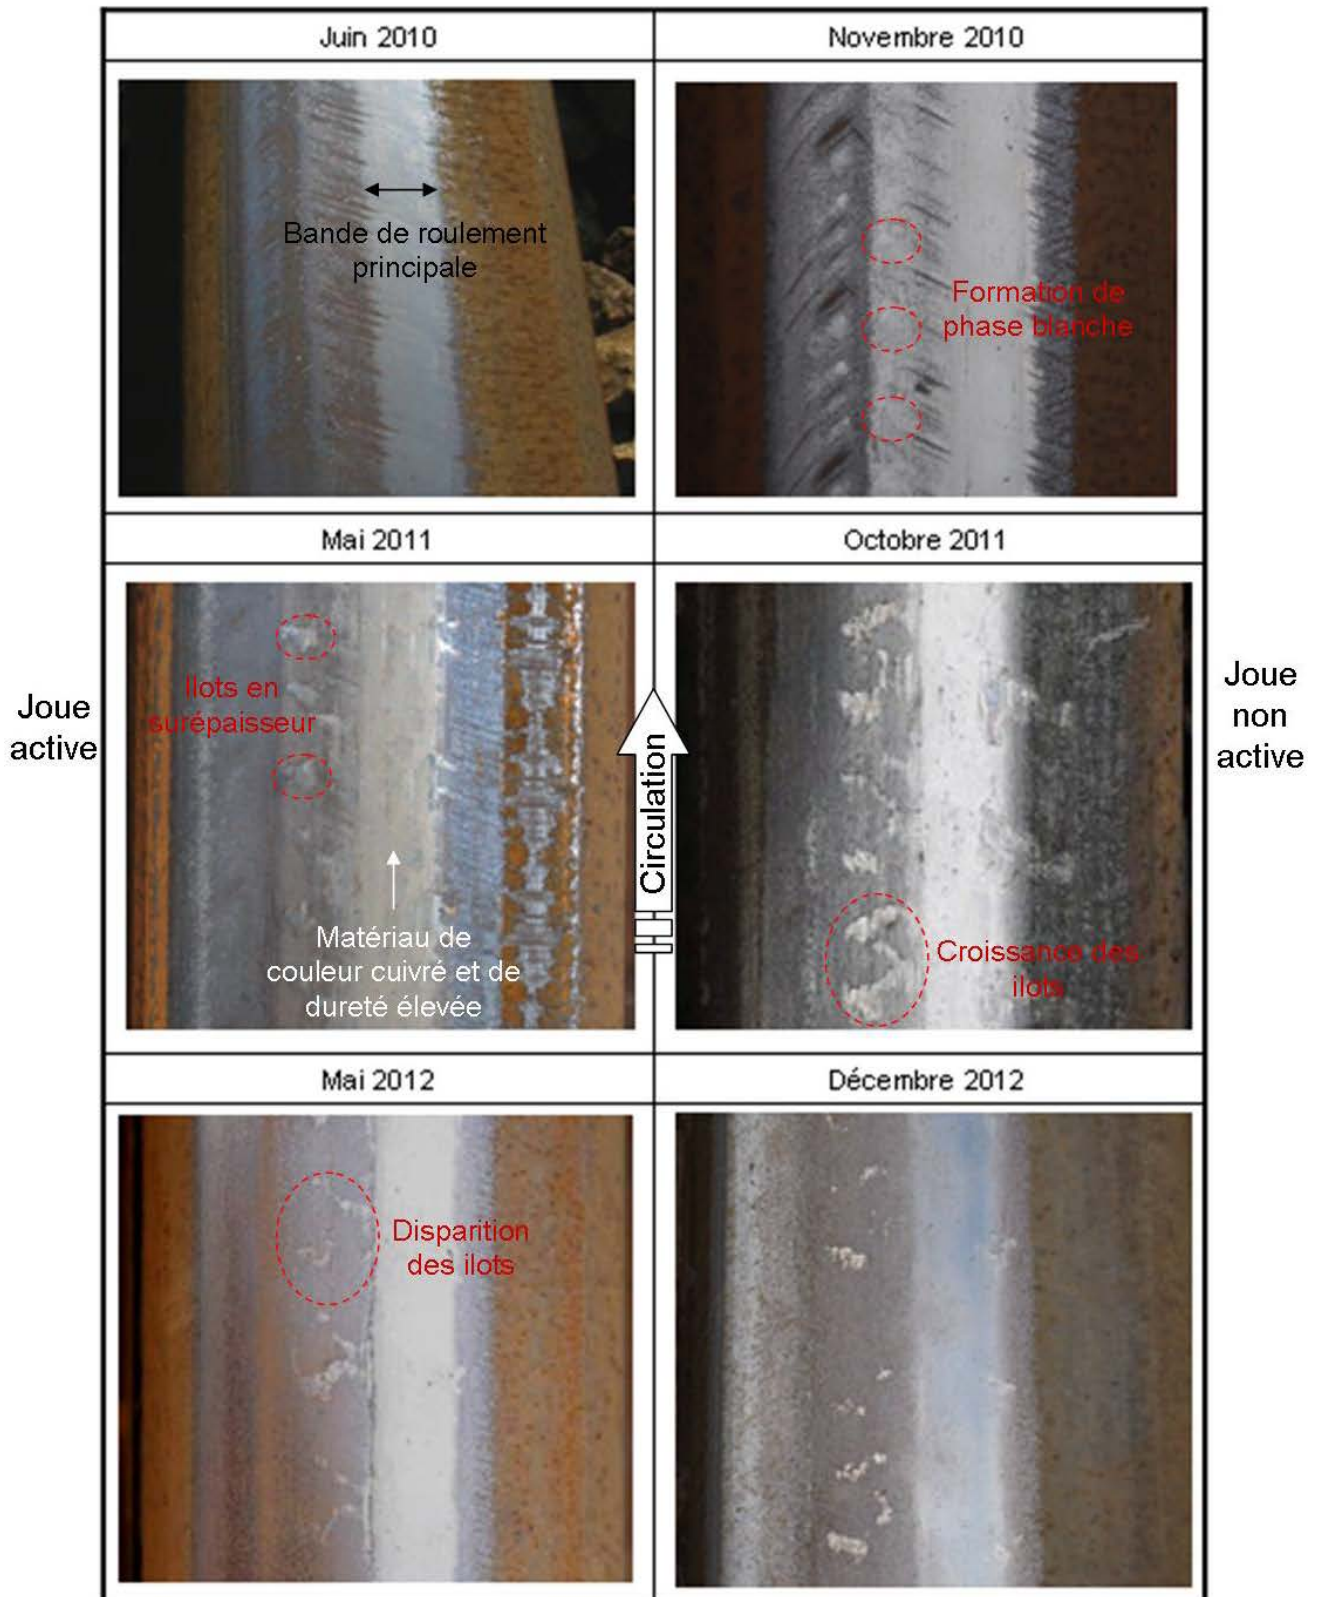 Juin 2010
Novembre 2010
Bande de roulement
principale
Formation de
phase blanche
Mai 2011
Octobre 2011
Joue
active
Ilots en
surépaisseur
Matériau de
couleur cuivré et de
dureté élevée
Circulation
Croissance des
ilots
Joue
non
active
Mai 2012
Décembre 2012
Disparition
des ilots